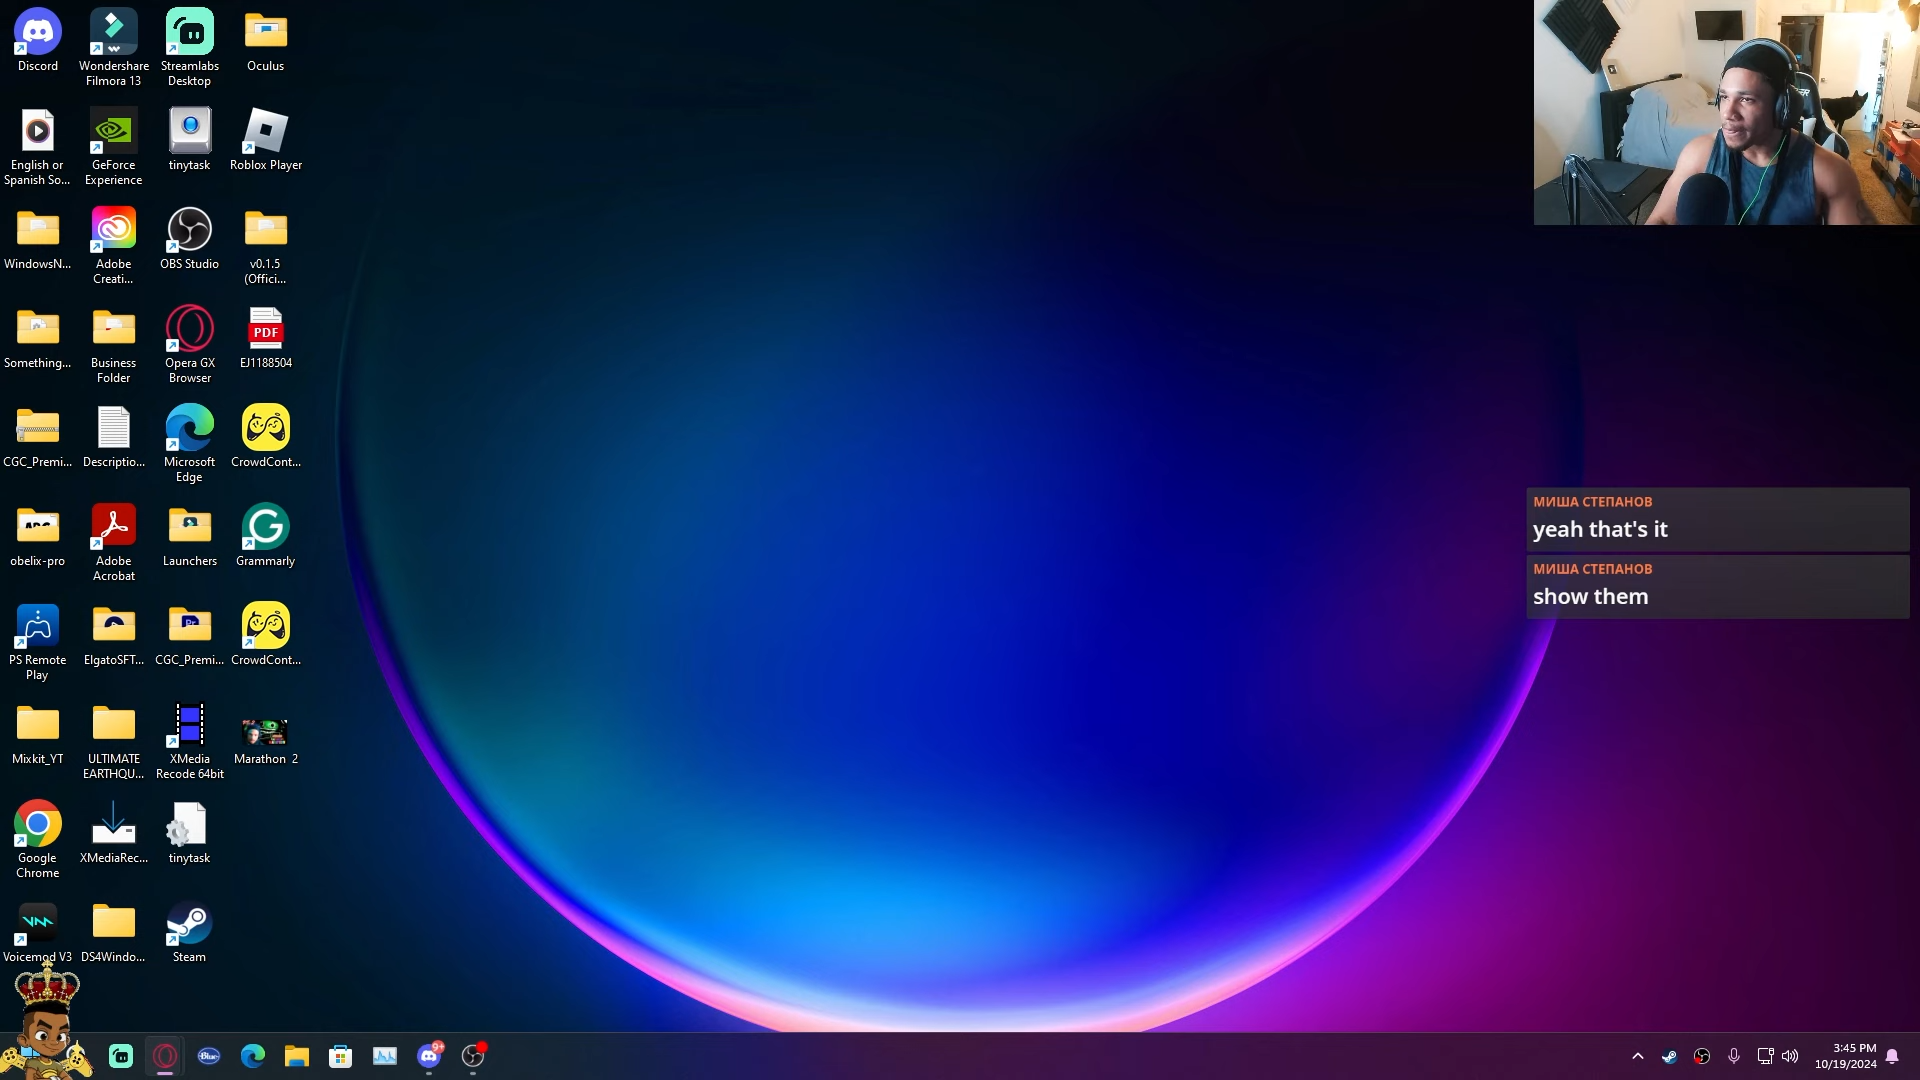 Discord
Wondershare
Filmora 13
Streamlabs
Desktop
Oculus
English or
Spanish So...
GeForce
Experience
tinytask
Roblox Player
WindowsN...
Adobe
Creati...
OBS Studio
v0.1.5
(Offici...
Something...
Business
Folder
Opera GX
Browser
PDF
EJ1188504
CGC_Premi...
Descriptio...
Microsoft
Edge
CrowdCont...
obelix-pro
Adobe
Acrobat
Launchers
Grammarly
PS Remote
Play
ElgatoSFT...
Pr
CGC_Premi...
CrowdCont...
Mixkit_YT
ULTIMATE
EARTHQU...
XMedia
Recode 64bit
Marathon 2
Google
Chrome
XMediaRec...
tinytask
Voicemod V3
DS4Windo...
Steam
МИША СТЕПАНОВ
yeah that's it
МИША СТЕПАНОВ
show them
Blue
9+
3:45 PM
10/19/2024